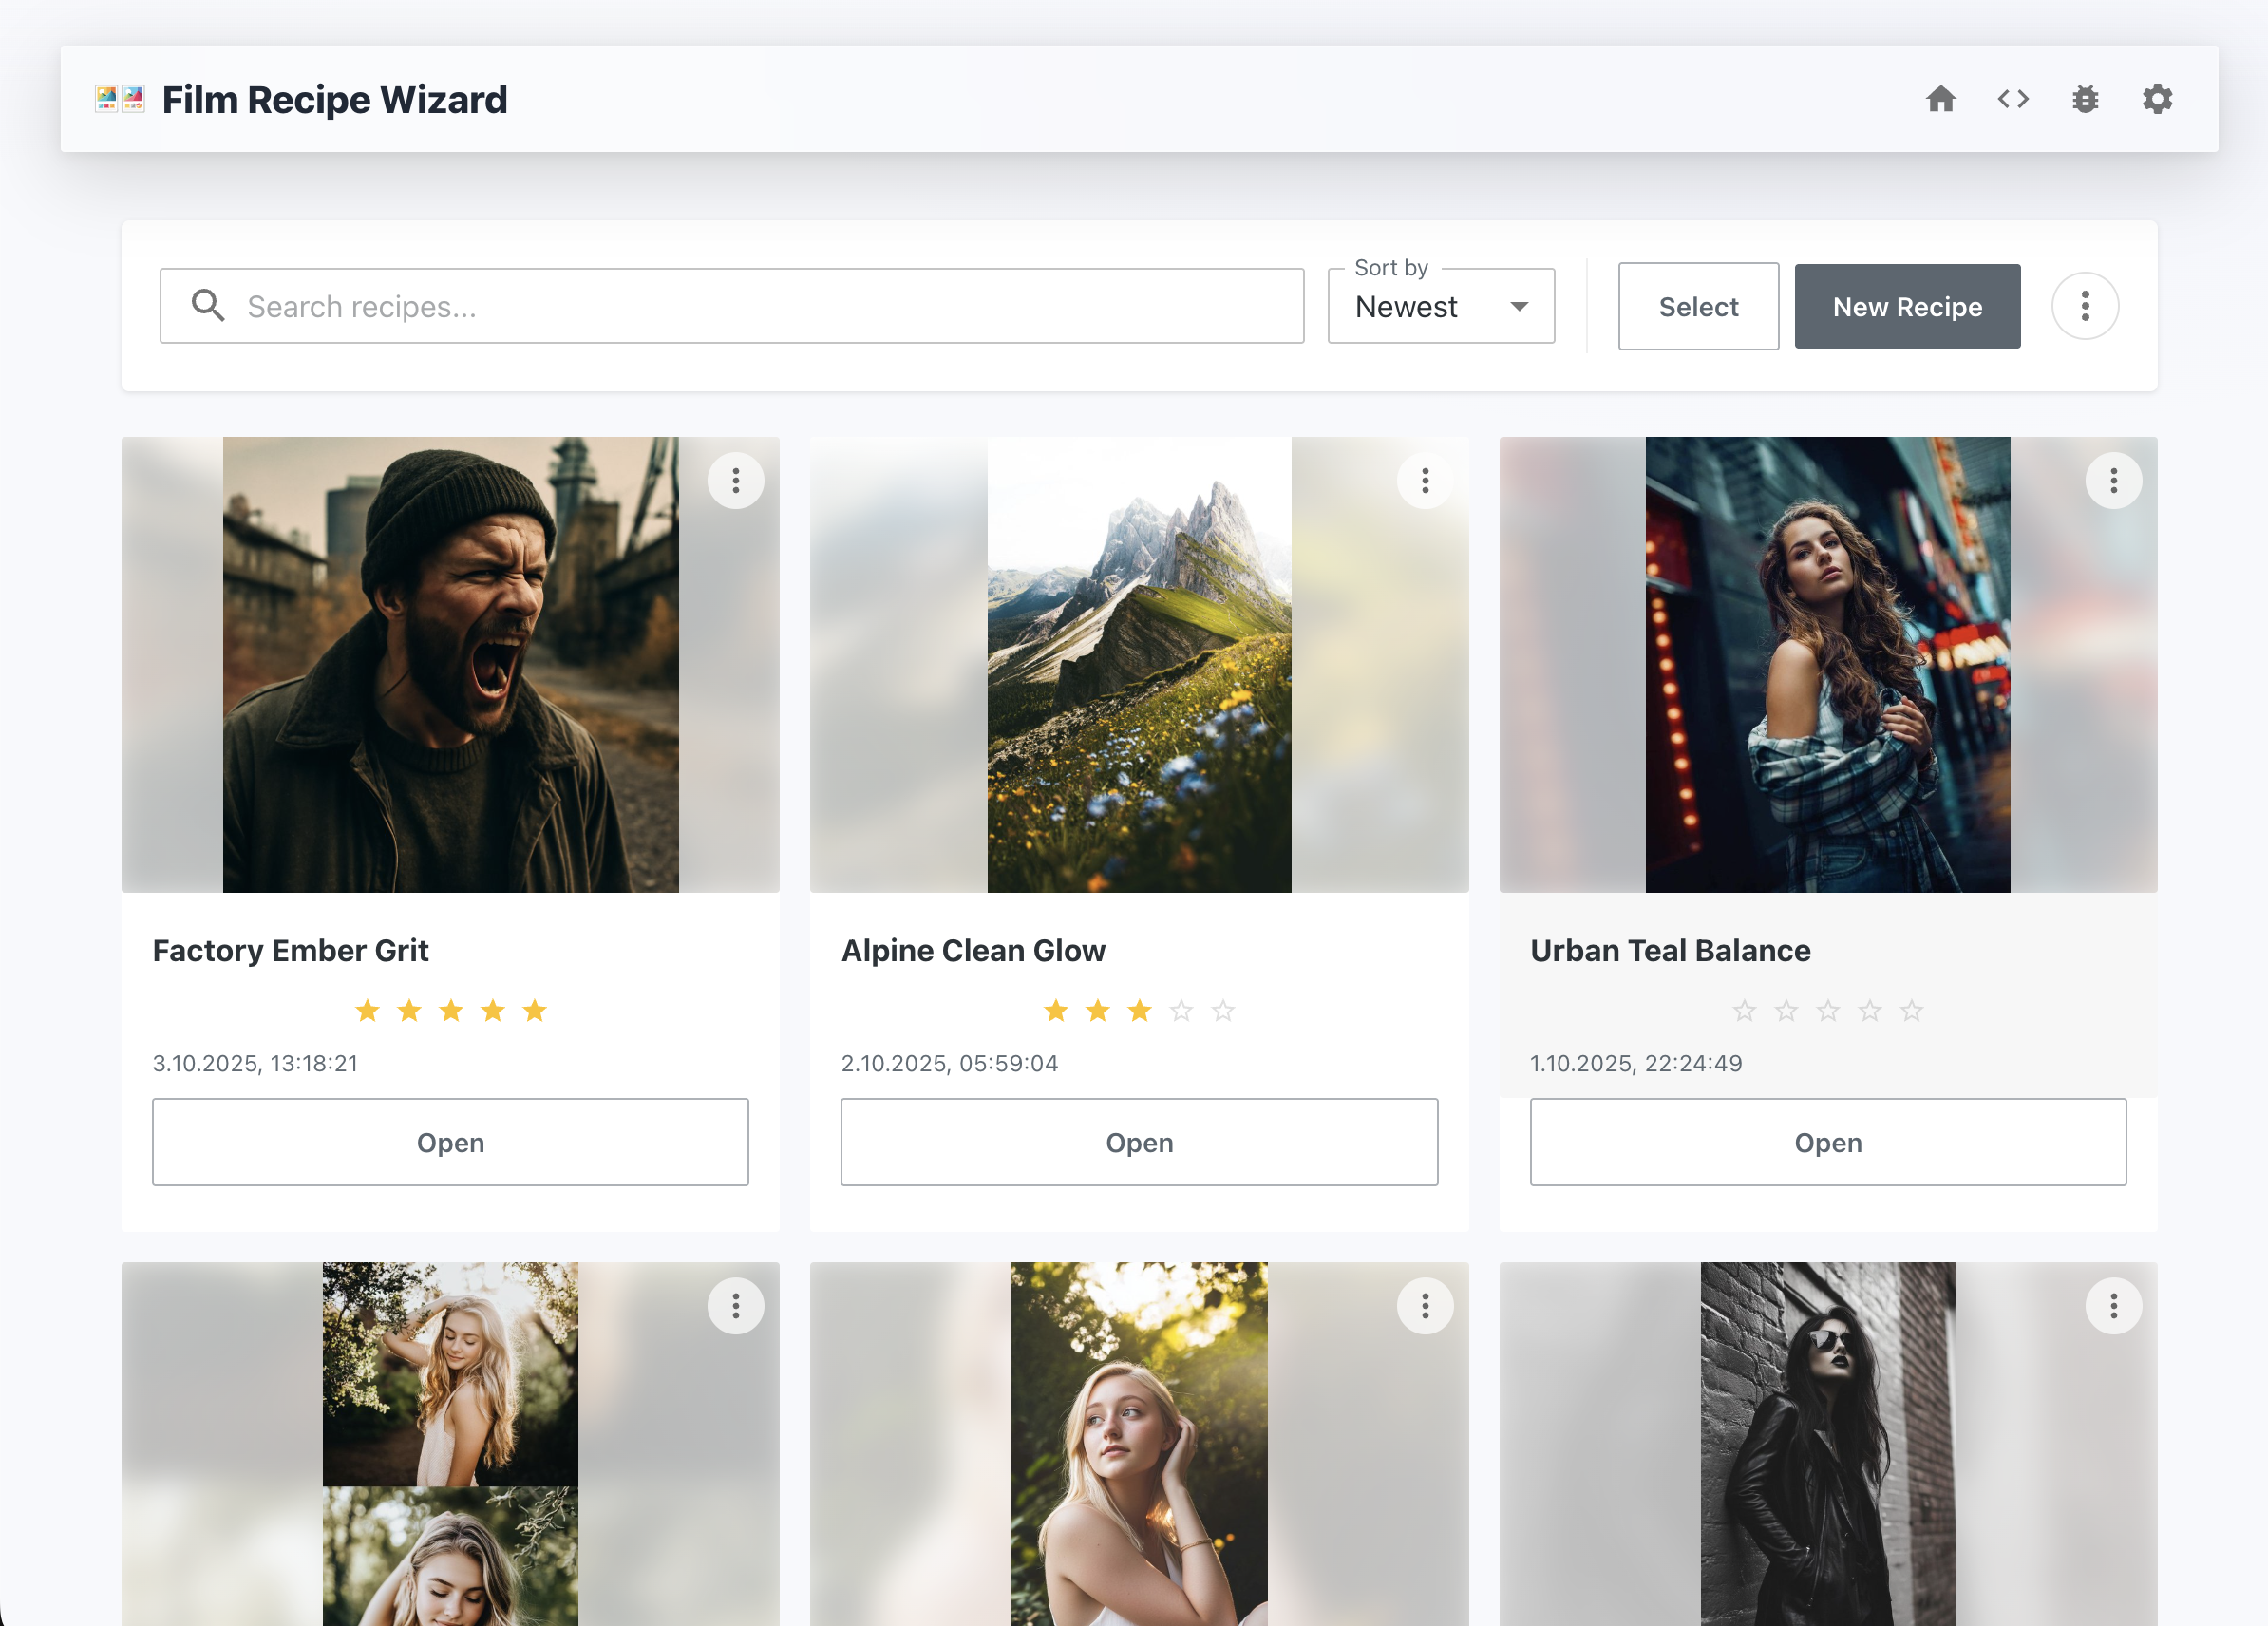 Film Recipe Wizard
Search recipes...
Sort by
Newest
Select
New Recipe
Factory Ember Grit
3.10.2025, 13:18:21
Open
Alpine Clean Glow
2.10.2025, 05:59:04
Open
Urban Teal Balance
1.10.2025, 22:24:49
Open